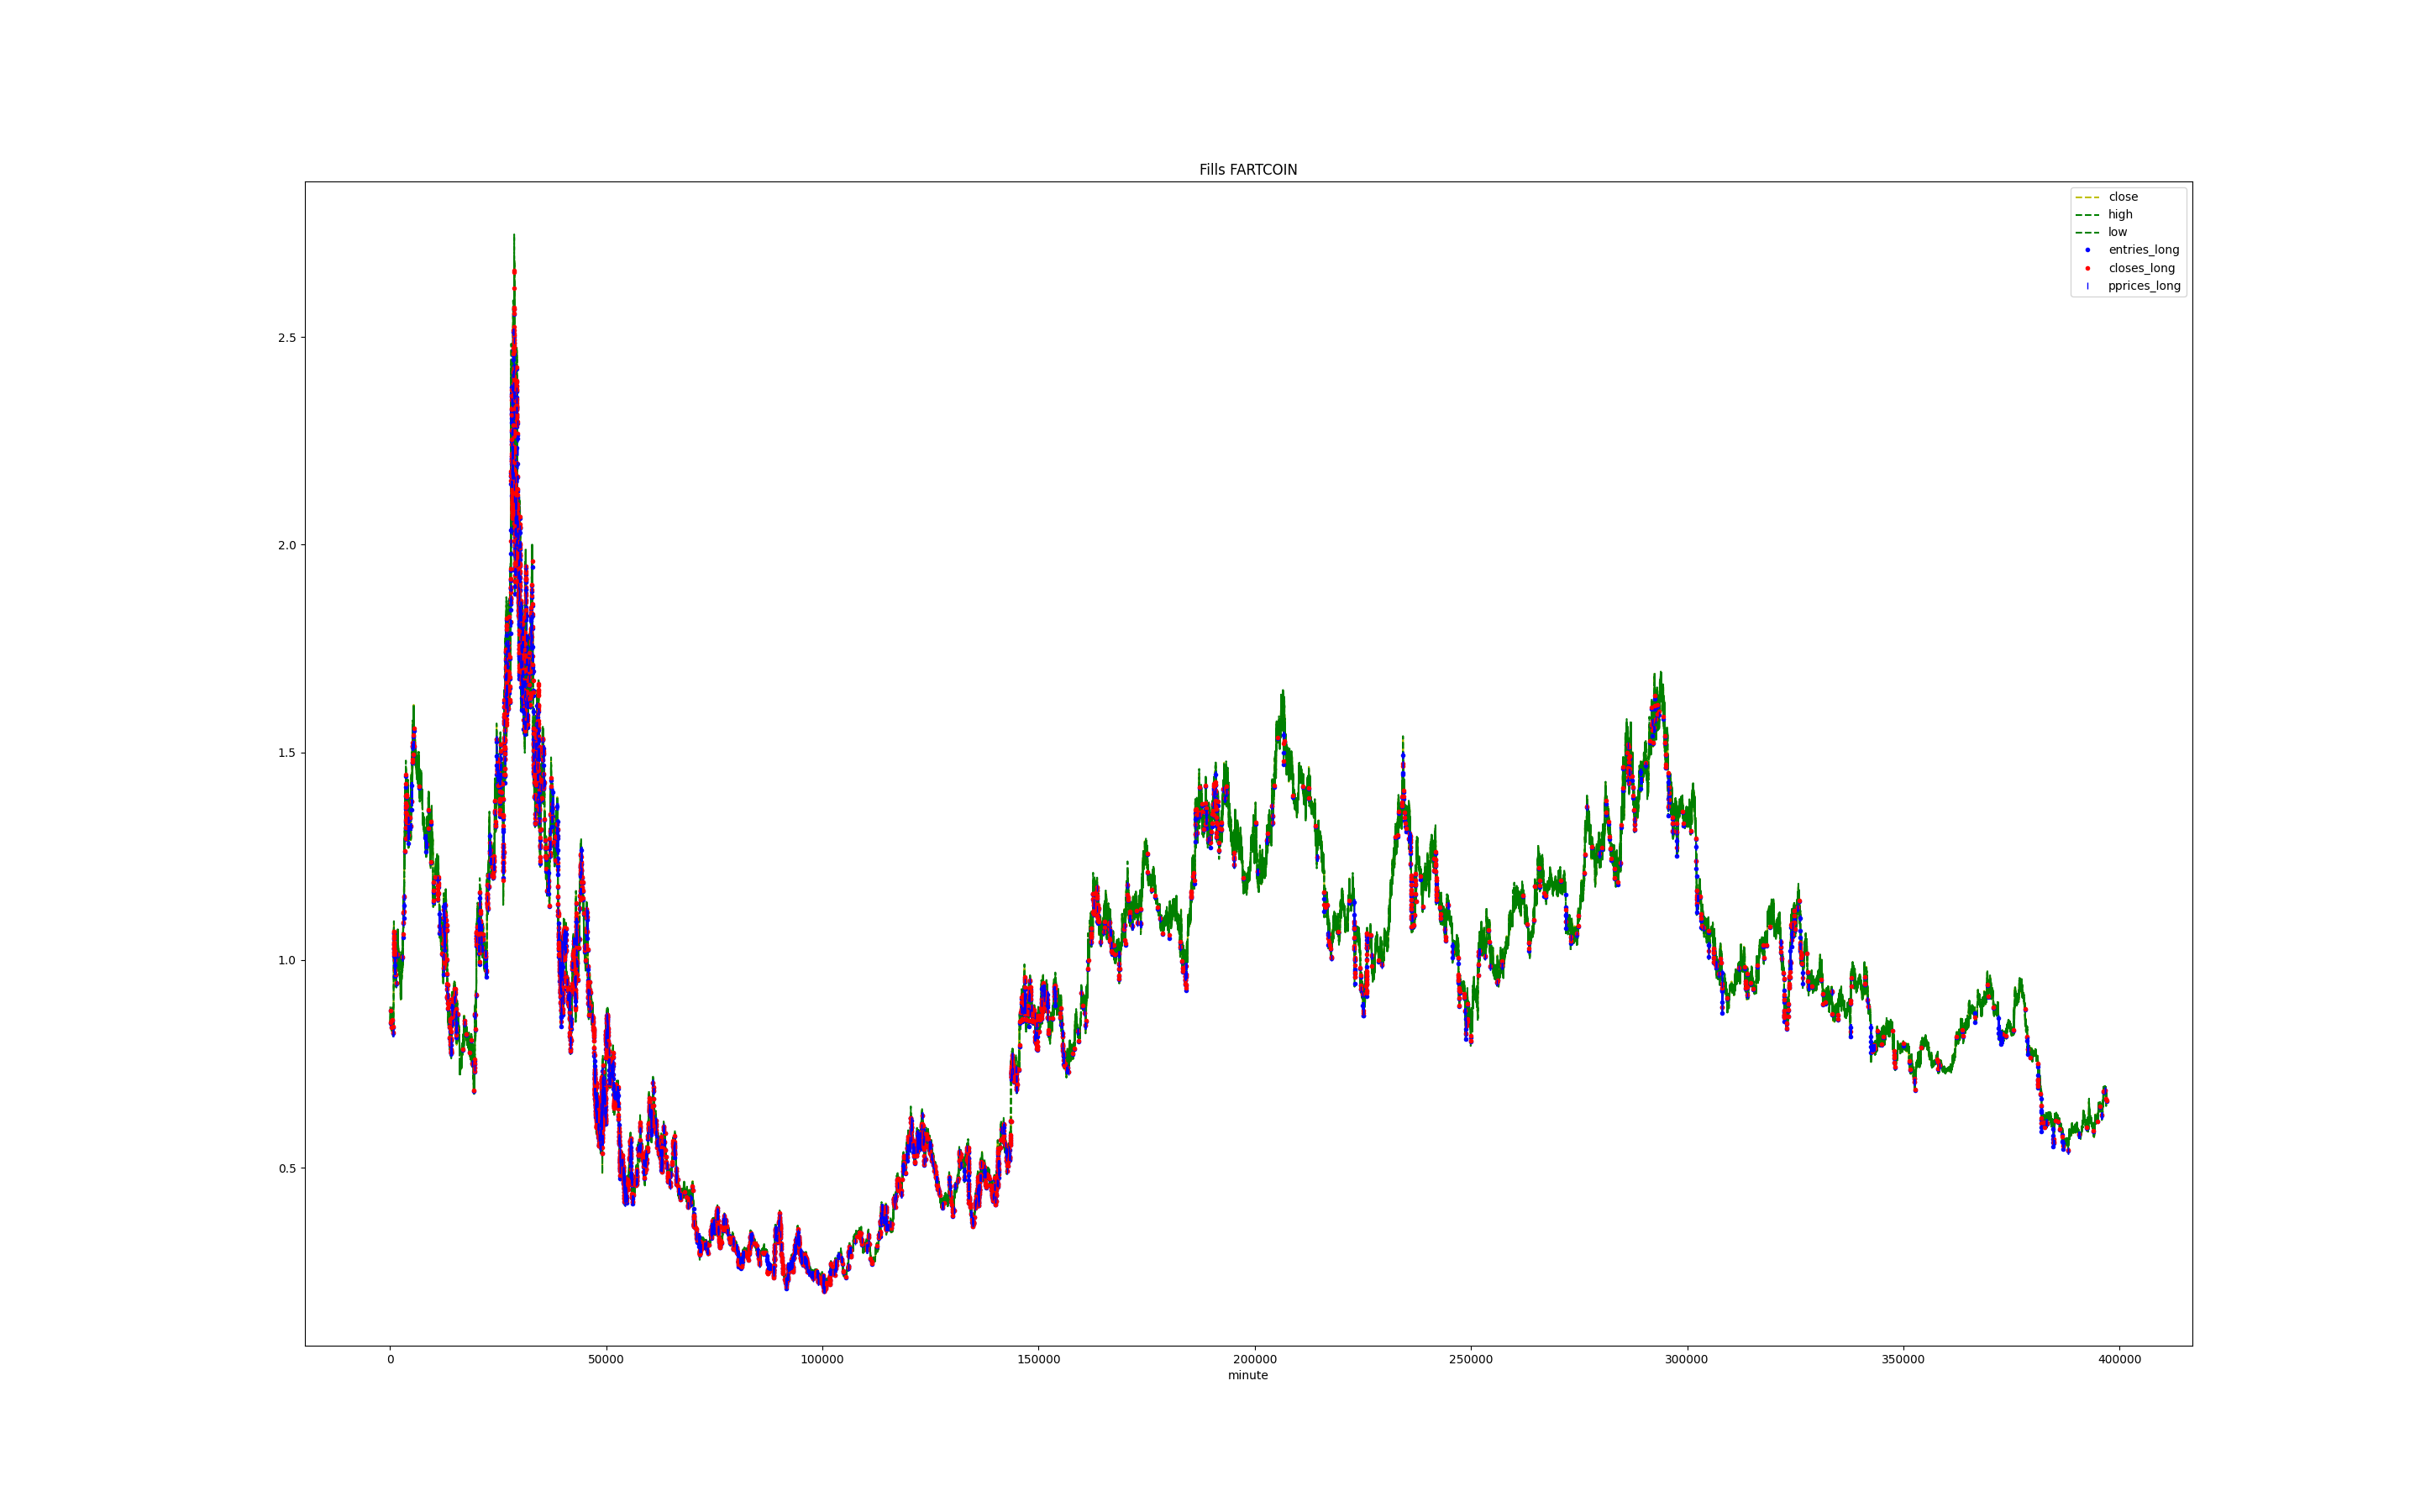 Fills FARTCOIN
close
high
low
entries_long
closes_long
pprices_long
2.5
2.0
1.5
1.0
0.5
0 50000 100000 150000 200000 250000 300000 350000 400000
minute